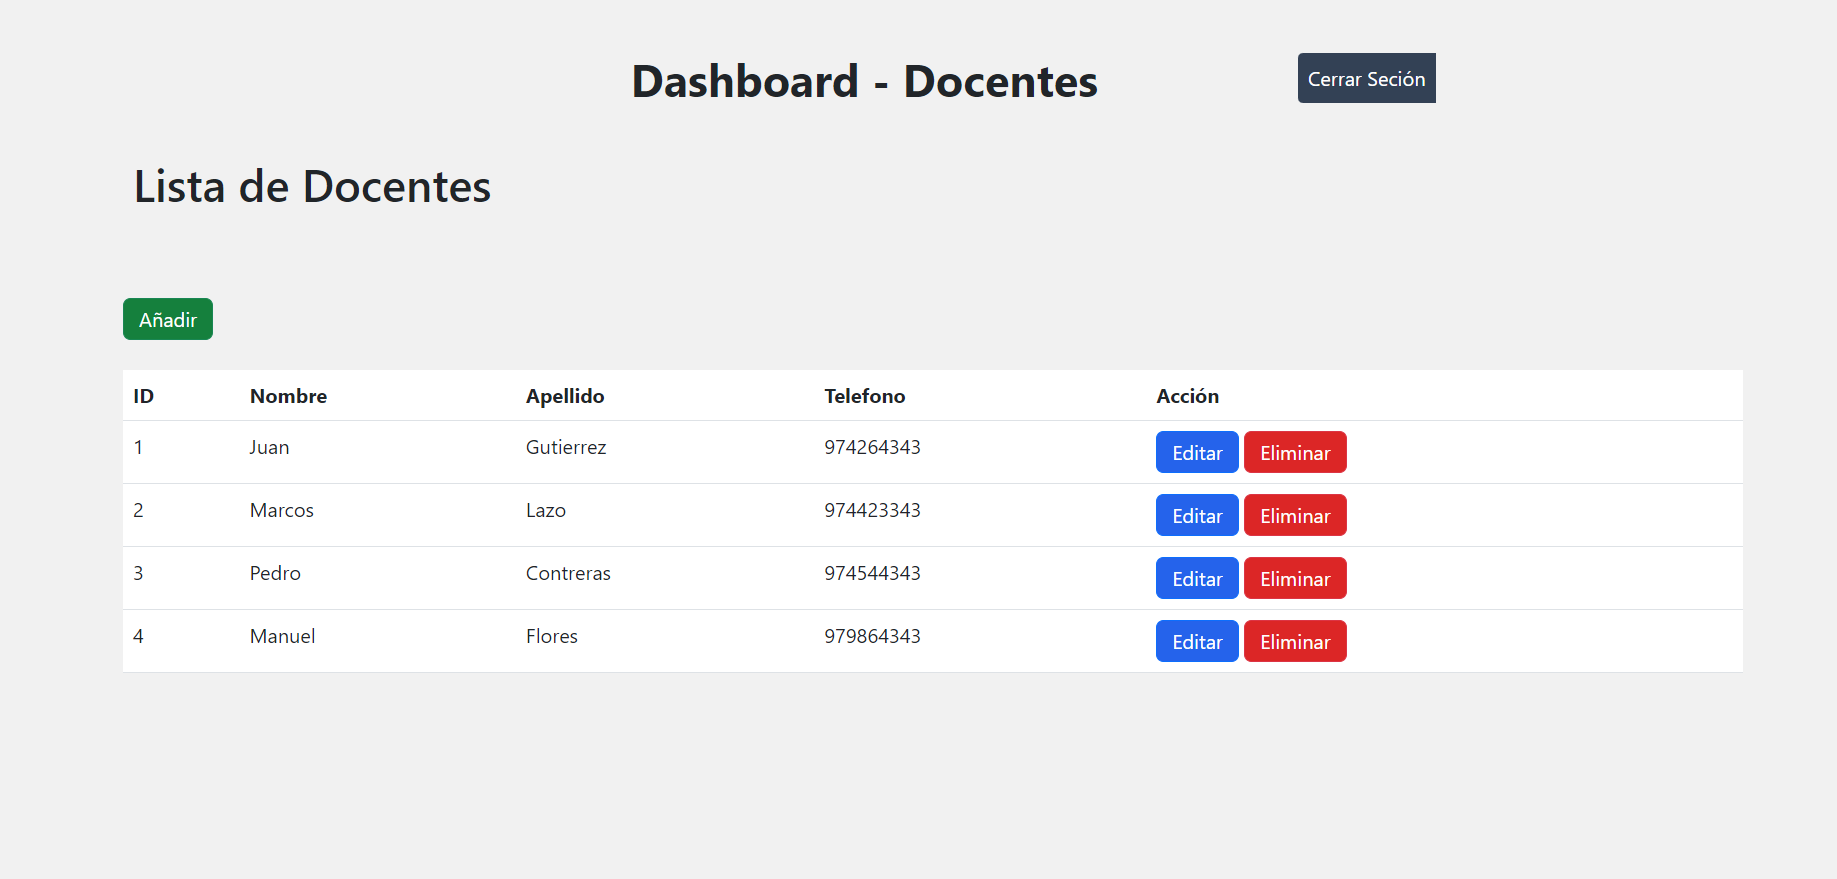 Dashboard - Docentes
Cerrar Seción
Lista de Docentes
Añadir
ID Nombre Apellido Telefono Acción
1 Juan Gutierrez 974264343 Editar Eliminar
2 Marcos Lazo 974423343 Editar Eliminar
3 Pedro Contreras 974544343 Editar Eliminar
4 Manuel Flores 979864343 Editar Eliminar